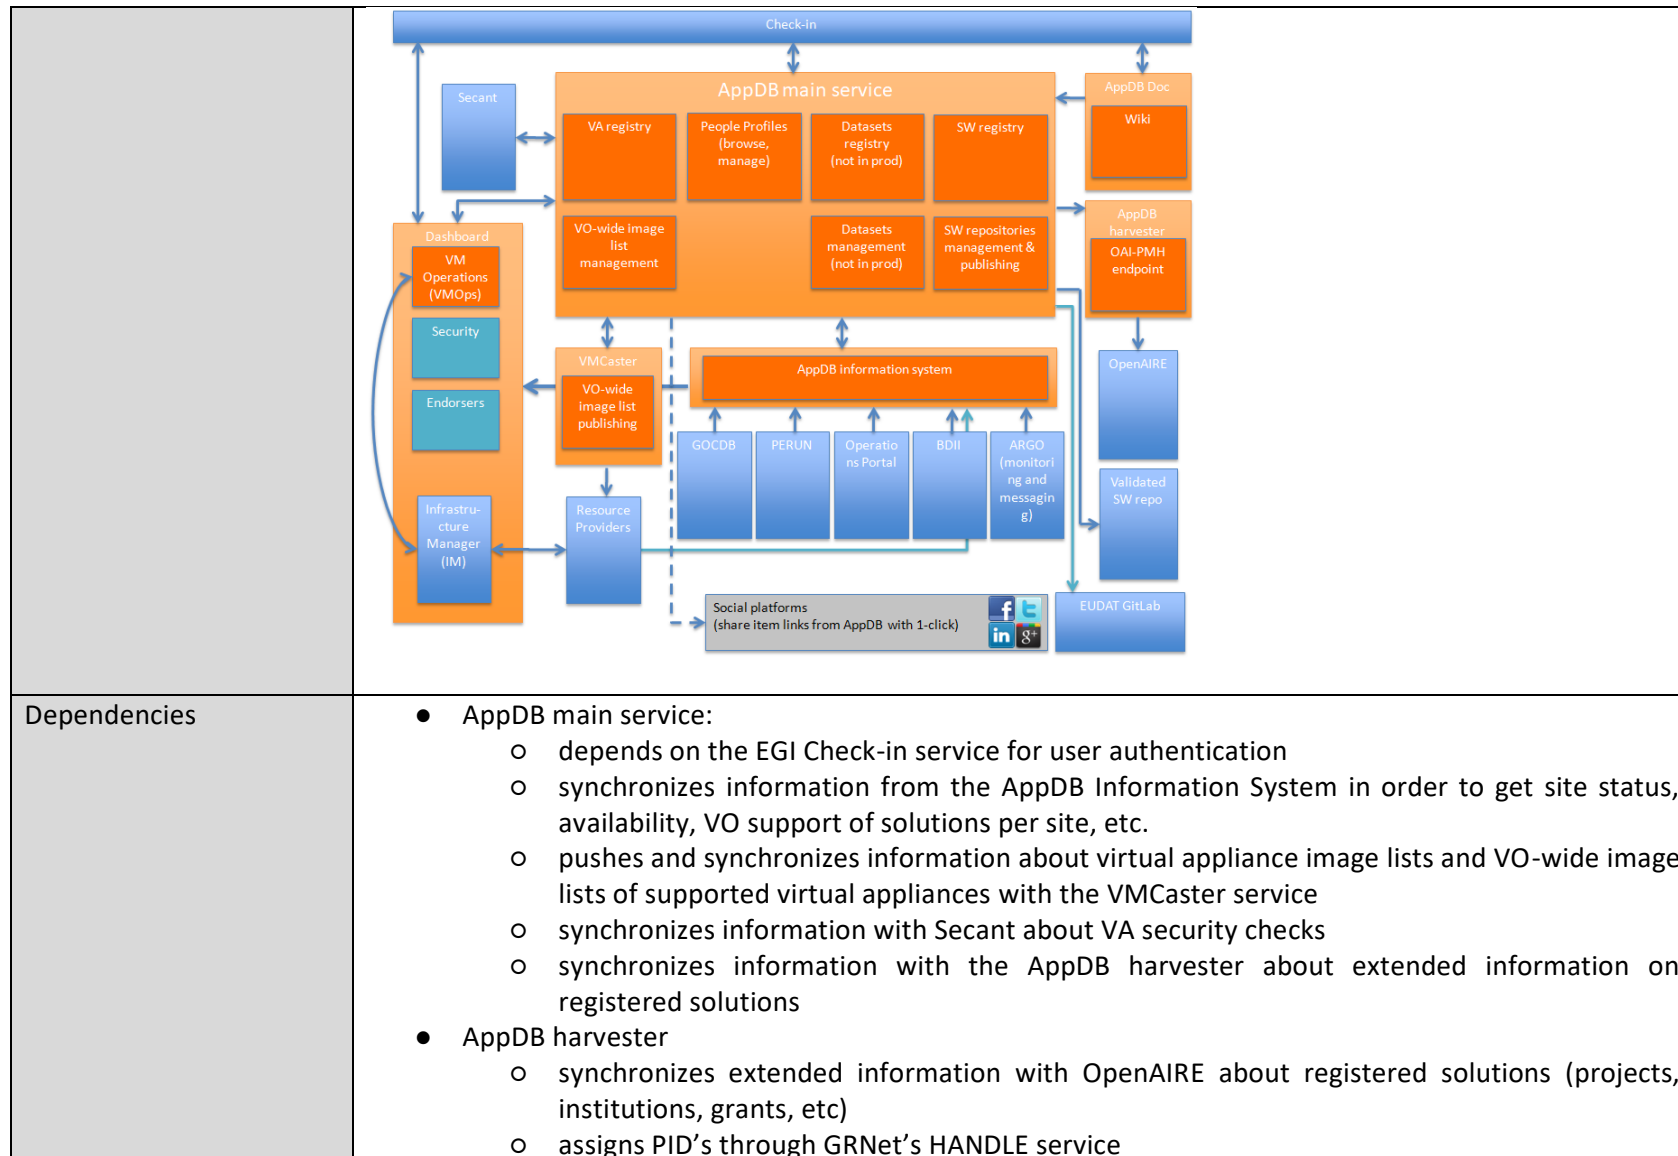 Check-in
Secant
AppDB main service
VA registry
People Profiles
(browse,
manage)
Datasets
registry
(not in prod)
SW registry
AppDB Doc
Wiki
VO-wide image
list
management
Datasets
management
(not in prod)
SW repositories
management &
publishing
AppDB
harvester
OAI-PMH
endpoint
Dashboard
VM
Operations
(VMOps)
Security
Endorsers
Infrastru-
cture
Manager
(IM)
VMCaster
VO-wide
Image list
publishing
AppDB information system
OpenAIRE
GOCDB
PERUN
Operatio
ns Portal
BDII
ARGO
(monitori
ng and
messagin
g)
Validated
SW repo
Resource
Providers
Social platforms
(share item links from AppDB with 1-click)
f
t
in
g+
EUDAT GitLab
Dependencies
● AppDB main service:
○ depends on the EGI Check-in service for user authentication
○ synchronizes information from the AppDB Information System in order to get site status,
availability, VO support of solutions per site, etc.
○ pushes and synchronizes information about virtual appliance image lists and VO-wide image
lists of supported virtual appliances with the VMCaster service
○ synchronizes information with Secant about VA security checks
○ synchronizes information with the AppDB harvester about extended information on
registered solutions
● AppDB harvester
○ synchronizes extended information with OpenAIRE about registered solutions (projects,
institutions, grants, etc)
○ assigns PID’s through GRNet’s HANDLE service